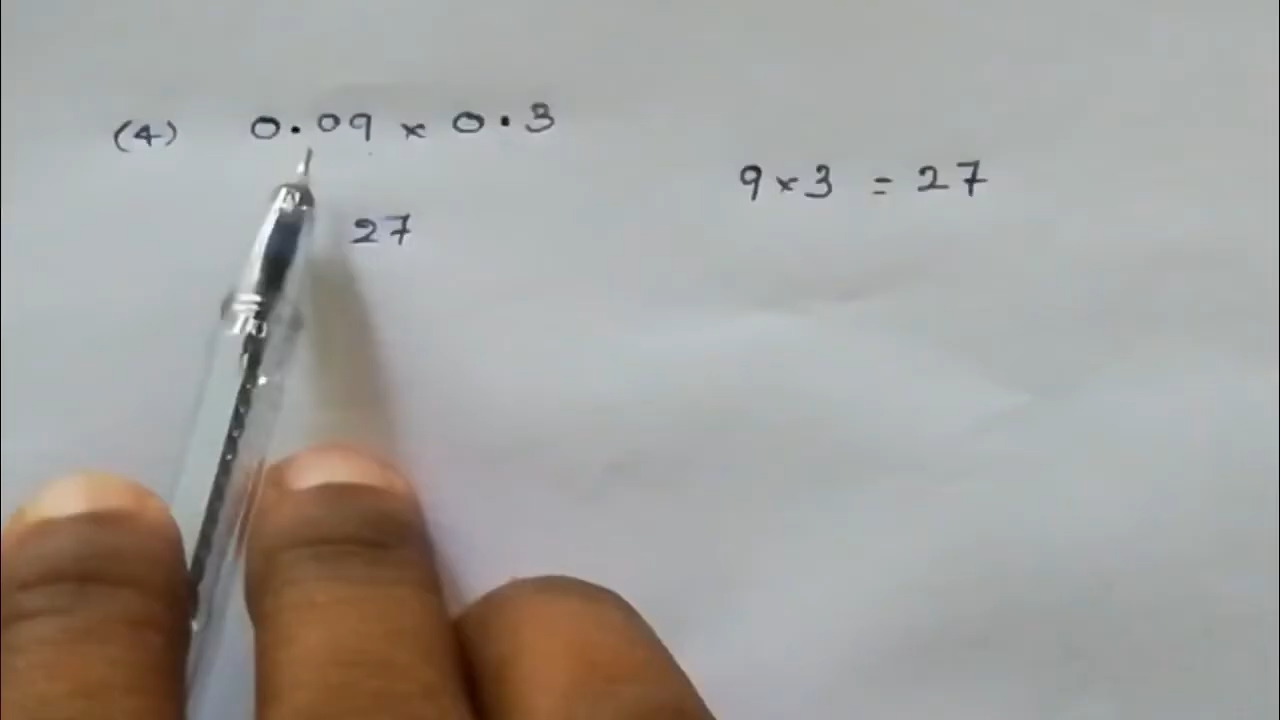 (4) 0.09 × 0.3
9 × 3 = 27
27